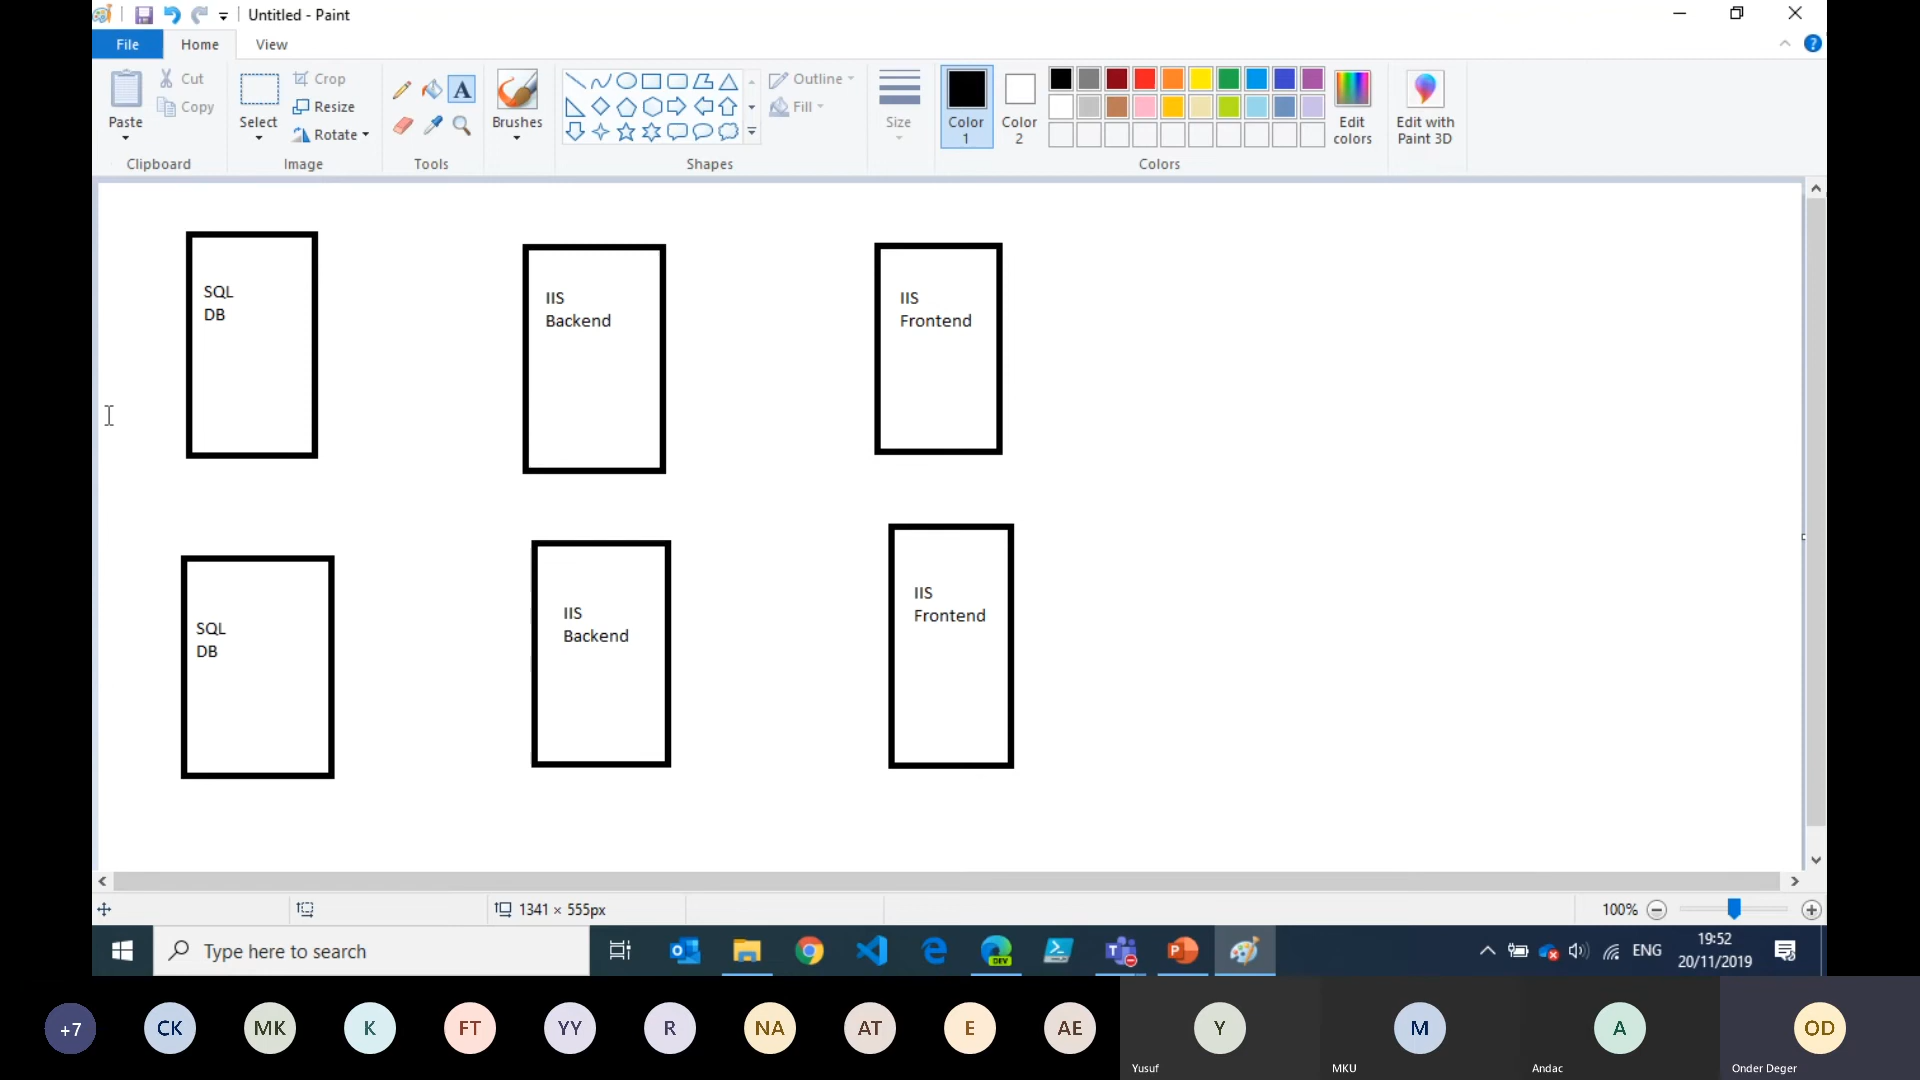 Untitled - Paint
File Home View
Paste
Cut
Copy
Clipboard
Select
Crop
Resize
Rotate
Image
A
Tools
Brushes
Shapes
Outline
Fill
Size
Color
1
Color
2
Colors
Edit
colors
Edit with
Paint 3D
?
SQL
DB
IIS
Backend
IIS
Frontend
SQL
DB
IIS
Backend
IIS
Frontend
1341 × 555px
100%
Type here to search
DEV
ENG
19:52
20/11/2019
+7
CK
MK
K
FT
YY
R
NA
AT
E
AE
Y
Yusuf
M
MKU
A
Andac
OD
Onder Deger